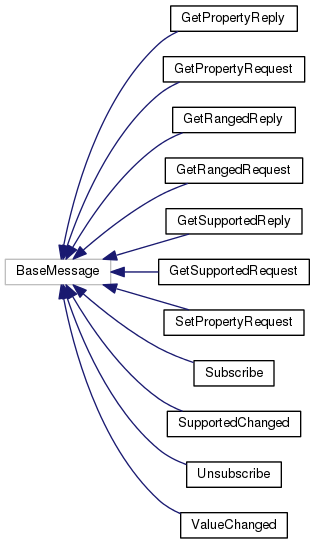 GetPropertyReply
GetPropertyRequest
GetRangedReply
GetRangedRequest
GetSupportedReply
BaseMessage
GetSupportedRequest
SetPropertyRequest
Subscribe
SupportedChanged
Unsubscribe
ValueChanged